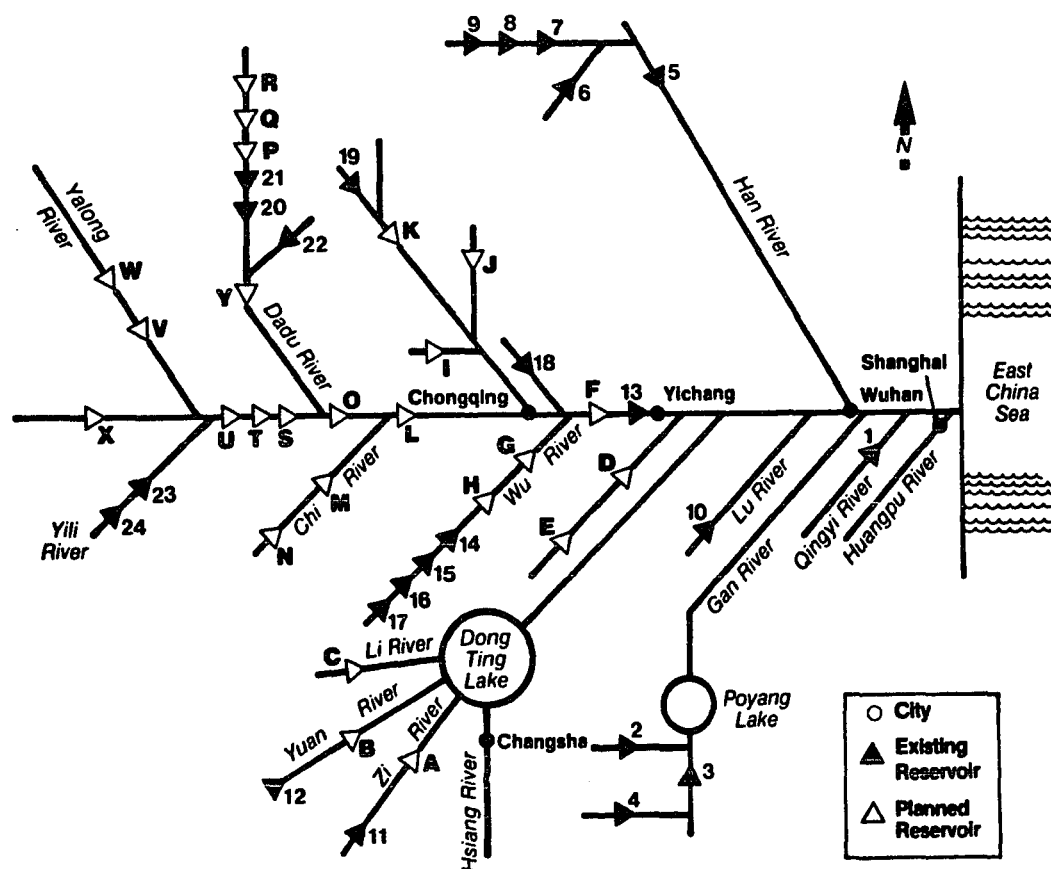 9 8 7
6
5
N
R
Q
P
21
20
22
Y
19
K
J
I
18
Yalong
River
W
V
Dadu River
Han River
X
U T S
O
L
Chongqing
F 13
Yichang
Shanghai
Wuhan
East
China
Sea
23
24
Yili
River
Chi River
M
N
G
H
Wu River
14
15
16
17
D
E
10
Lu River
Gan River
1
Qingyi River
Huangpu River
C
Li River
Dong
Ting
Lake
Yuan River
B
12
Zi River
A
11
Hsiang River
Changsha
Poyang
Lake
2
3
4
City
Existing
Reservoir
Planned
Reservoir